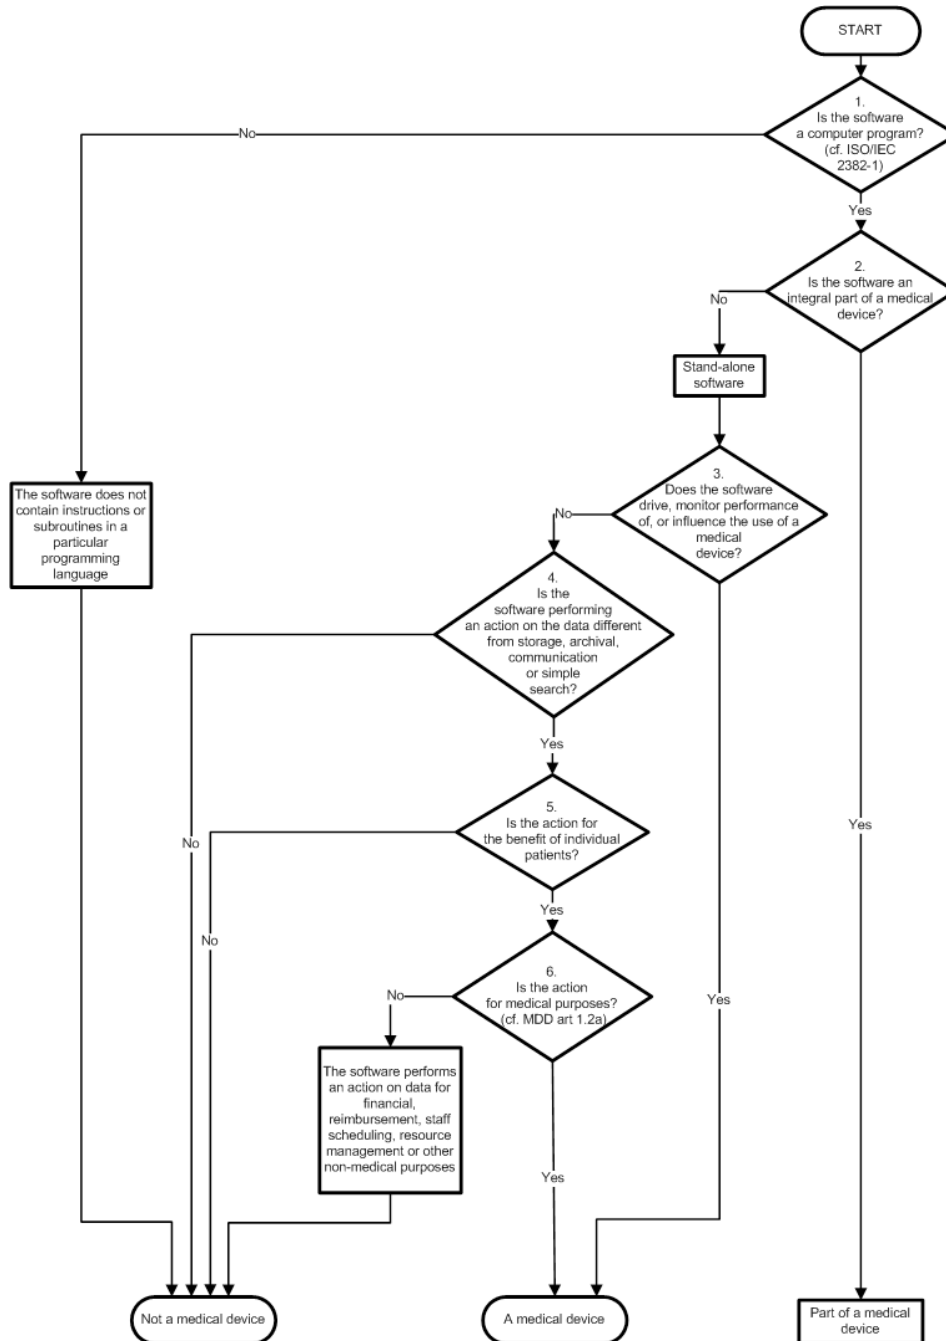 START
1.
Is the software
a computer program?
(cf. ISO/IEC
2382-1)
No
Yes
2.
Is the software an
integral part of a medical
device?
No
Stand-alone
software
3.
Does the software
drive, monitor performance
of, or influence the use of a
medical
device?
No
The software does not
contain instructions or
subroutines in a
particular
programming
language
4.
Is the
software performing
an action on the data different
from storage, archival,
communication
or simple
search?
Yes
5.
Is the action for
the benefit of individual
patients?
Yes
No
Yes
No
6.
Is the action
for medical purposes?
(cf. MDD art 1.2a)
No
Yes
The software performs
an action on data for
financial,
reimbursement, staff
scheduling, resource
management or other
non-medical purposes
Yes
Not a medical device
A medical device
Part of a medical
device